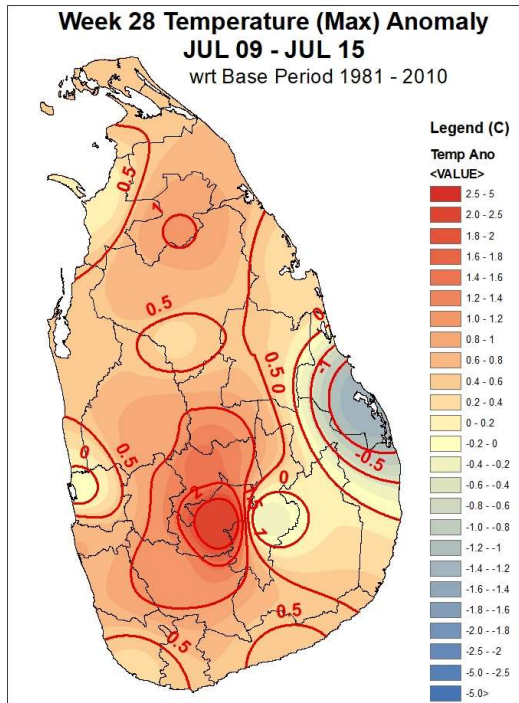 Week 28 Temperature (Max) Anomaly
JUL 09 - JUL 15
wrt Base Period 1981 - 2010
Legend (C)
Temp Ano
<VALUE>
2.5 - 5
2.0 - 2.5
1.8 - 2
1.6 - 1.8
1.4 - 1.6
1.2 - 1.4
1.0 - 1.2
0.8 - 1
0.6 - 0.8
0.4 - 0.6
0.2 - 0.4
0 - 0.2
-0.2 - 0
-0.4 - -0.2
-0.6 - -0.4
-0.8 - -0.6
-1.0 - -0.8
-1.2 - -1
-1.4 - -1.2
-1.6 - -1.4
-1.8 - -1.6
-2.0 - -1.8
-2.5 - -2
-5.0 - -2.5
-5.0>
0.5
1
0.5
0.5
0
0
-1
-0.5
0
0.5
0
2
1
0.5
0.5